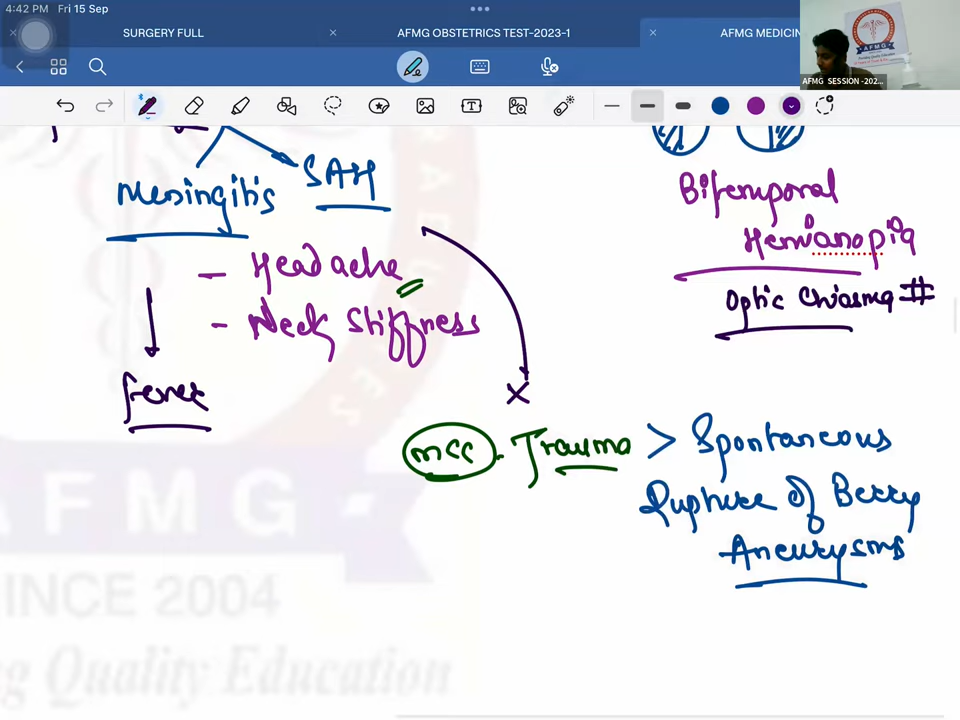 4:42 PM Fri 15 Sep
SURGERY FULL
AFMG OBSTETRICS TEST-2023-1
AFMG MEDICIN
AFMG
AFMG SESSION -202...
Meningitis
SAH
- Headache
- Neck Stiffness
Fever
X
mcc. Trauma > Spontaneous
Rupture of Berry
Aneurysms
Bitemporal
Hemianopia
Optic Chiasma #
AFMG -
INCE 2004
ng Quality Education